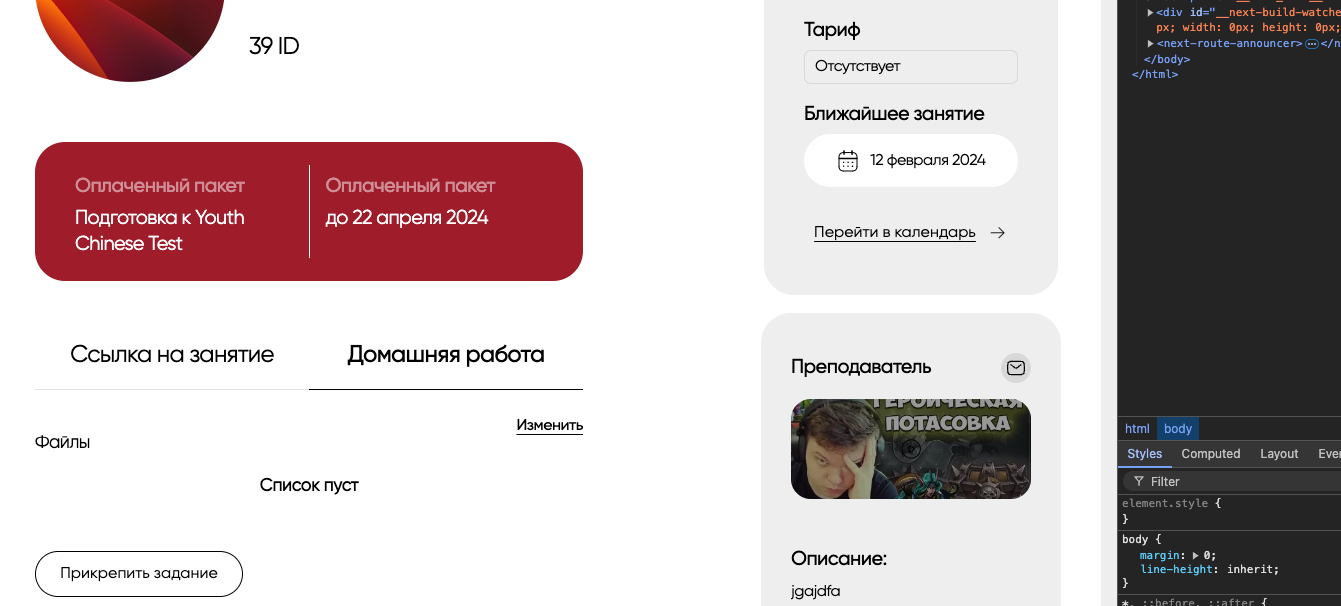 39 ID
Оплаченный пакет
Подготовка к Youth
Chinese Test
Оплаченный пакет
до 22 апреля 2024
Ссылка на занятие
Домашняя работа
Изменить
Файлы
Список пуст
Прикрепить задание
Тариф
Отсутствует
Ближайшее занятие
12 февраля 2024
Перейти в календарь
Преподаватель
ГЕРОИЧЕСКАЯ
ПОТАСОВКА
Описание:
jgajdfa
<div id="__next-build-watche
px; width: 0px; height: 0px;
<next-route-announcer>…</n
</body>
</html>
html body
Styles Computed Layout Eve
Filter
element.style {
}
body {
margin: 0;
line-height: inherit;
}
*, ::before, ::after {